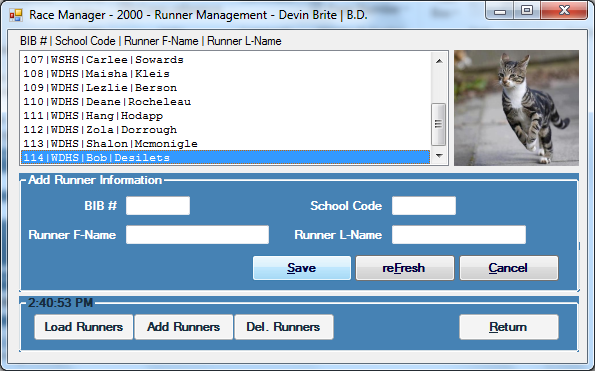 Race Manager - 2000 - Runner Management - Devin Brite | B.D.
BIB # | School Code | Runner F-Name | Runner L-Name
107|WSHS|Carlee|Sowards
108|WDHS|Maisha|Kleis
109|WDHS|Lezlie|Berson
110|WDHS|Deane|Rocheleau
111|WDHS|Hang|Hodapp
112|WDHS|Zola|Dorrough
113|WDHS|Shalon|Mcmonigle
114|WDHS|Bob|Desilets
Add Runner Information
BIB # School Code
Runner F-Name Runner L-Name
Save reFresh Cancel
2:40:53 PM
Load Runners Add Runners Del. Runners Return